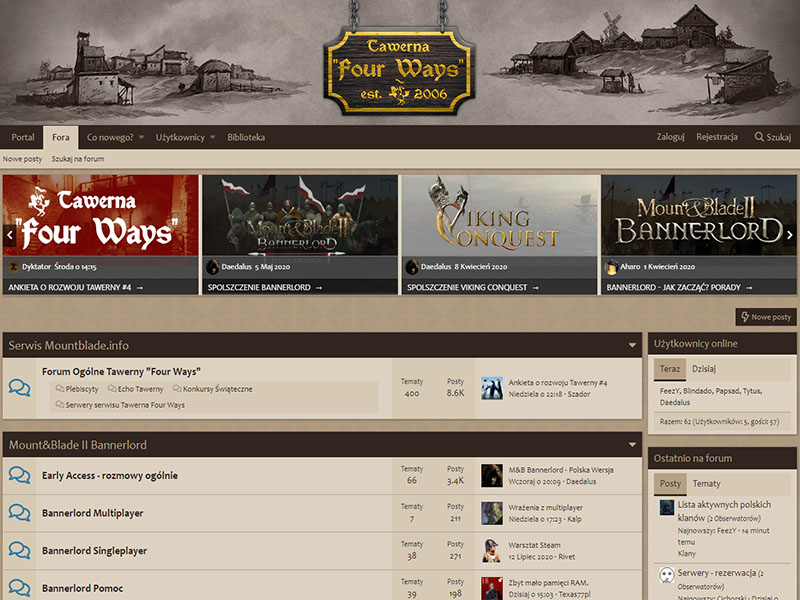 Cawerna
"Four Ways"
est. 2006
Portal Fora Co nowego? Użytkownicy Biblioteka Zaloguj Rejestracja Szukaj
Nowe posty Szukaj na forum
Cawerna
"Four Ways"
Dyktator Środa o 14:15
ANKIETA O ROZWOJU TAWERNY #4 →
MOUNT&BLADE II
BANNERLORD
Daedalus 5 Maj 2020
SPOLSZCZENIE BANNERLORD →
VIKING
CONQUEST
Daedalus 8 Kwiecień 2020
SPOLSZCZENIE VIKING CONQUEST →
MOUNT&BLADE II
BANNERLORD
Aharo 1 Kwiecień 2020
BANNERLORD - JAK ZACZĄĆ? PORADY →
Nowe posty
Serwis Mountblade.info
Forum Ogólne Tawerny "Four Ways"
Plebiscyty Echo Tawerny Konkursy Świąteczne
Serwery serwisu Tawerna Four Ways
Tematy Posty
400 8.6K
Ankieta o rozwoju Tawerny #4
Niedziela o 22:18 · Szador
Mount&Blade II Bannerlord
Early Access - rozmowy ogólnie
Tematy Posty
66 3.4K
M&B Bannerlord - Polska Wersja
Wczoraj o 20:09 · Daedalus
Bannerlord Multiplayer
Tematy Posty
7 211
Wrażenia z multiplayer
Niedziela o 17:23 · Kalp
Bannerlord Singleplayer
Tematy Posty
38 271
Warsztat Steam
12 Lipiec 2020 · Rivet
Bannerlord Pomoc
Tematy Posty
39 198
Zbyt mało pamięci RAM.
Dzisiaj o 15:03 · Texas77pl
Użytkownicy online
Teraz Dzisiaj
FeezY, Blindado, Papsad, Tytus,
Daedalus
Razem: 62 (Użytkowników: 5, gości: 57)
Ostatnio na forum
Posty Tematy
Lista aktywnych polskich
klanów (2 Obserwatorów)
Najnowszy: FeezY · 14 minut
temu
Klany
Serwery - rezerwacja (2
Obserwatorów)
Najnowszy: Cichorski · Dzisiaj o